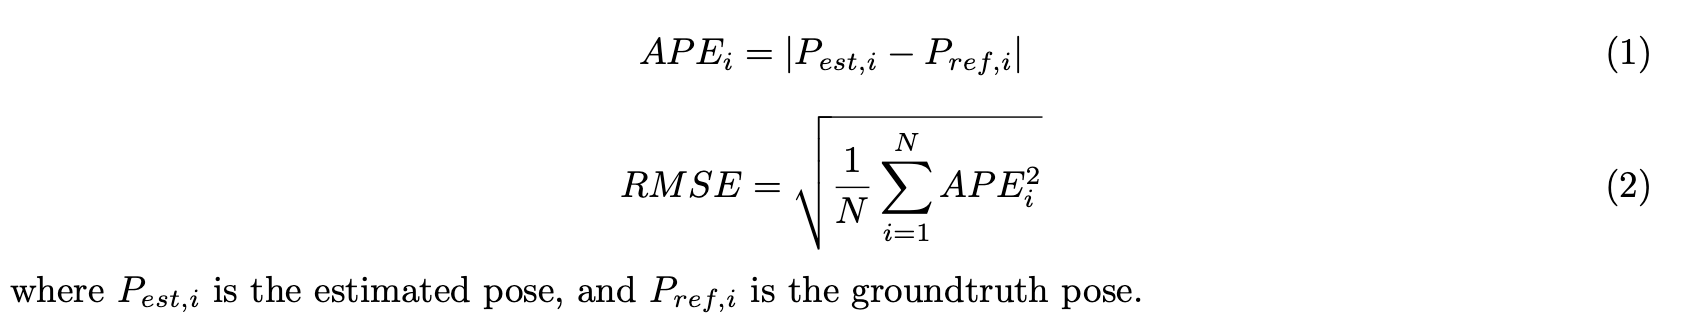 $APE_i = |P_{est,i} - P_{ref,i}|$ (1)
$RMSE = \sqrt{\frac{1}{N} \sum_{i=1}^{N} APE_i^2}$ (2)
where $P_{est,i}$ is the estimated pose, and $P_{ref,i}$ is the groundtruth pose.